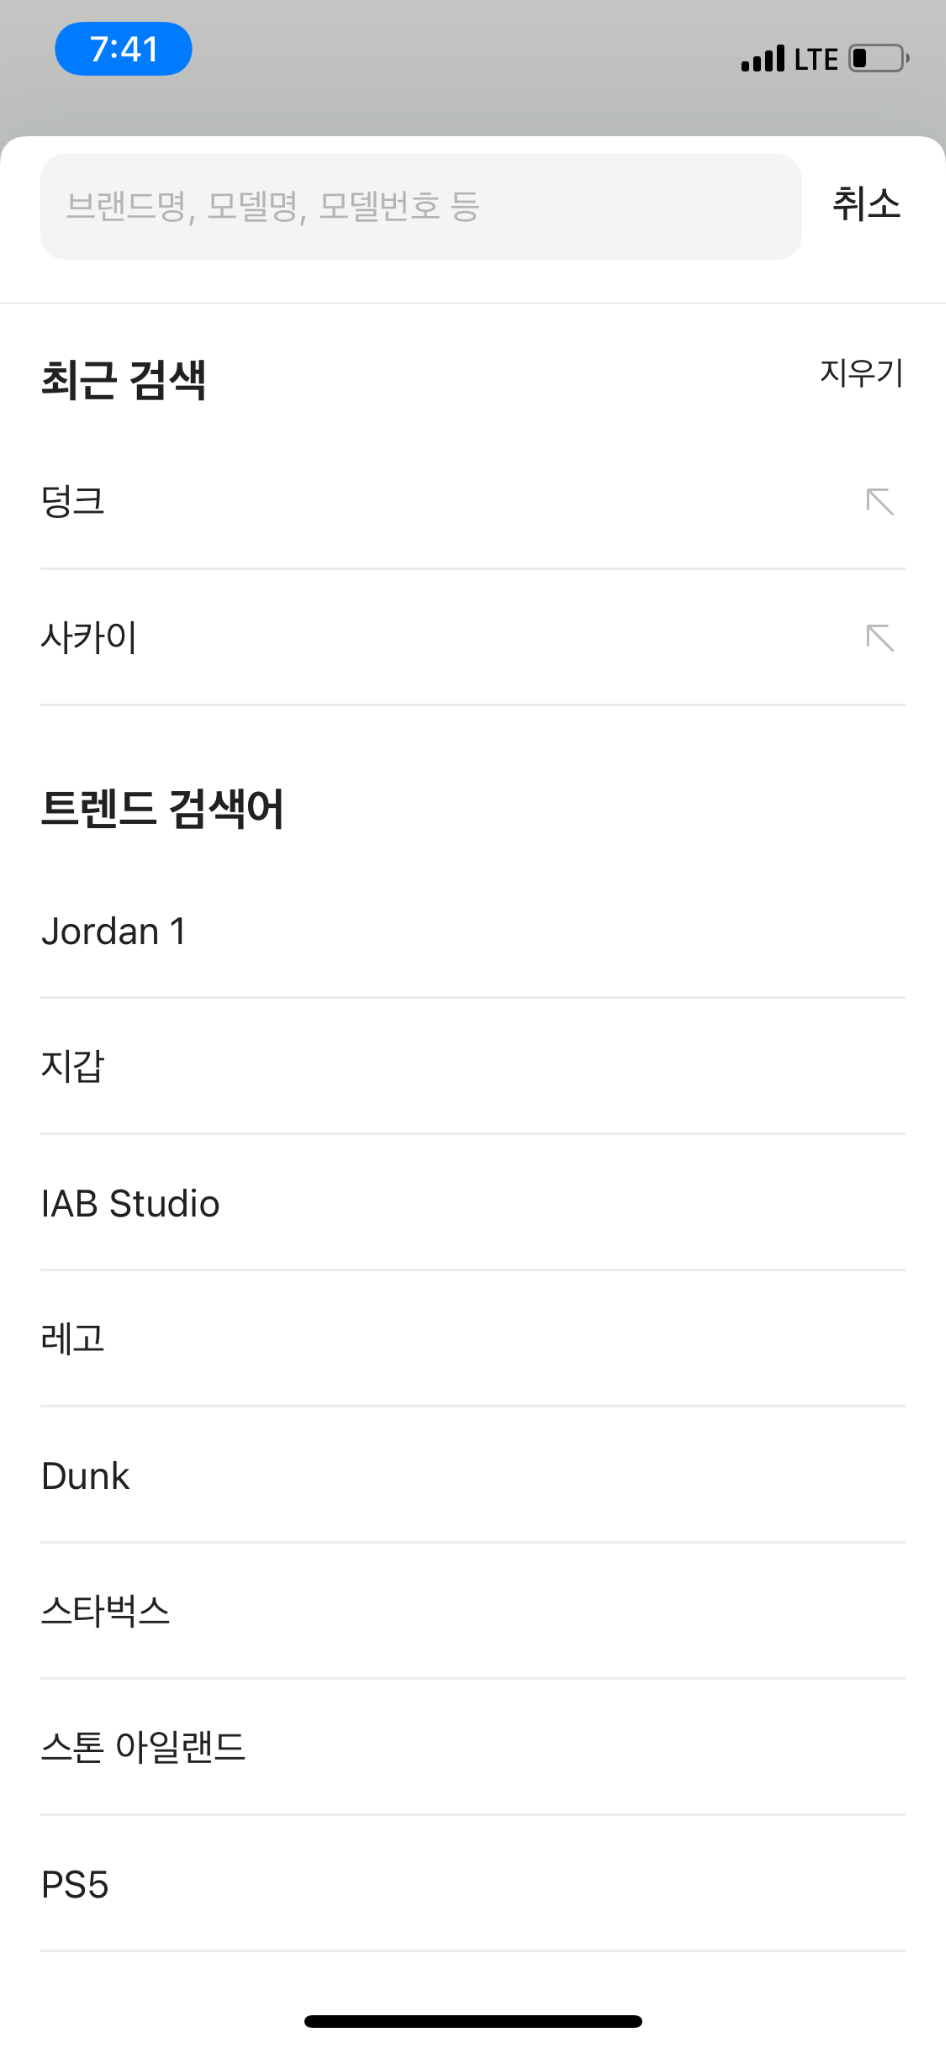 7:41
LTE
브랜드명, 모델명, 모델번호 등
취소
최근 검색
지우기
덩크
사카이
트렌드 검색어
Jordan 1
지갑
IAB Studio
레고
Dunk
스타벅스
스톤 아일랜드
PS5